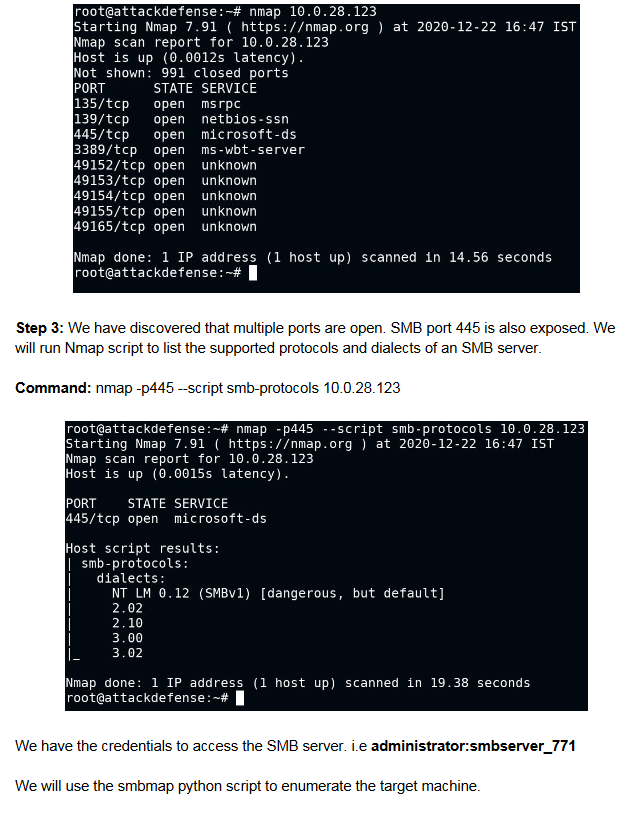 root@attackdefense:~# nmap 10.0.28.123
Starting Nmap 7.91 ( https://nmap.org ) at 2020-12-22 16:47 IST
Nmap scan report for 10.0.28.123
Host is up (0.0012s latency).
Not shown: 991 closed ports
PORT      STATE SERVICE
135/tcp   open  msrpc
139/tcp   open  netbios-ssn
445/tcp   open  microsoft-ds
3389/tcp  open  ms-wbt-server
49152/tcp open  unknown
49153/tcp open  unknown
49154/tcp open  unknown
49155/tcp open  unknown
49165/tcp open  unknown
Nmap done: 1 IP address (1 host up) scanned in 14.56 seconds
root@attackdefense:~#
Step 3: We have discovered that multiple ports are open. SMB port 445 is also exposed. We
will run Nmap script to list the supported protocols and dialects of an SMB server.
Command: nmap -p445 --script smb-protocols 10.0.28.123
root@attackdefense:~# nmap -p445 --script smb-protocols 10.0.28.123
Starting Nmap 7.91 ( https://nmap.org ) at 2020-12-22 16:47 IST
Nmap scan report for 10.0.28.123
Host is up (0.0015s latency).
PORT    STATE SERVICE
445/tcp open  microsoft-ds
Host script results:
| smb-protocols:
|   dialects:
|     NT LM 0.12 (SMBv1) [dangerous, but default]
|     2.02
|     2.10
|     3.00
|_    3.02
Nmap done: 1 IP address (1 host up) scanned in 19.38 seconds
root@attackdefense:~#
We have the credentials to access the SMB server. i.e administrator:smbserver_771
We will use the smbmap python script to enumerate the target machine.